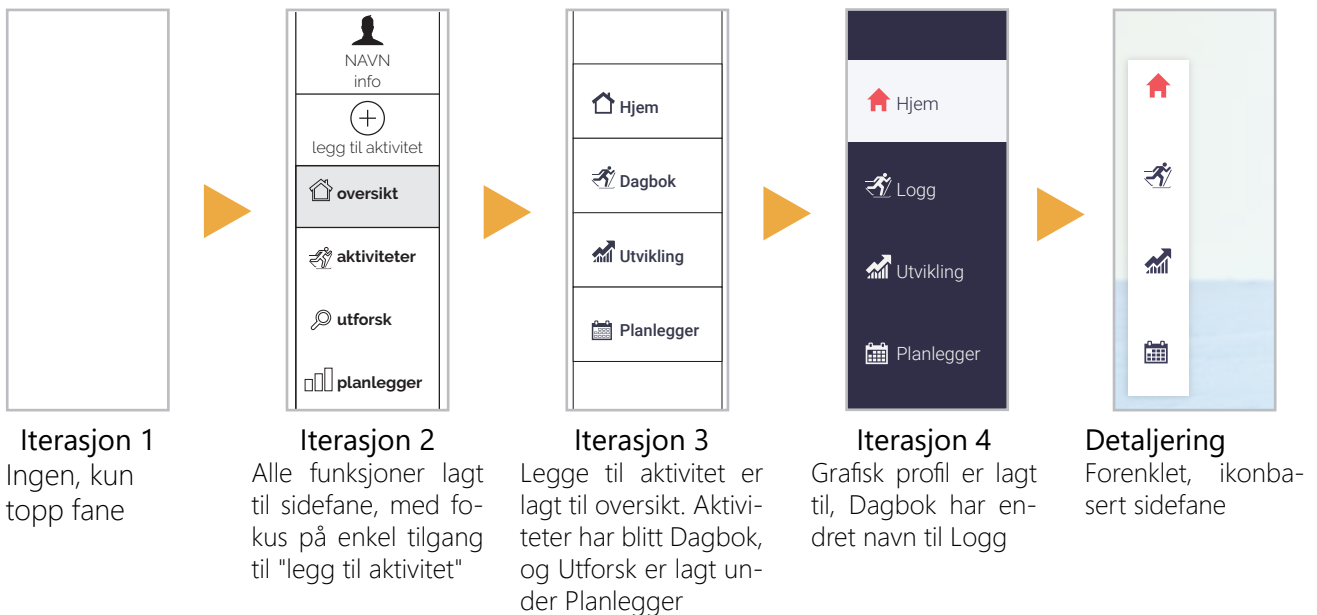 NAVN
info
legg til aktivitet
oversikt
aktiviteter
utforsk
planlegger
Hjem
Dagbok
Utvikling
Planlegger
Hjem
Logg
Utvikling
Planlegger
Iterasjon 1
Ingen, kun
topp fane
Iterasjon 2
Alle funksjoner lagt
til sidefane, med fo-
kus på enkel tilgang
til "legg til aktivitet"
Iterasjon 3
Legge til aktivitet er
lagt til oversikt. Aktivi-
teter har blitt Dagbok,
og Utforsk er lagt un-
der Planlegger
Iterasjon 4
Grafisk profil er lagt
til, Dagbok har en-
dret navn til Logg
Detaljering
Forenklet, ikonba-
sert sidefane